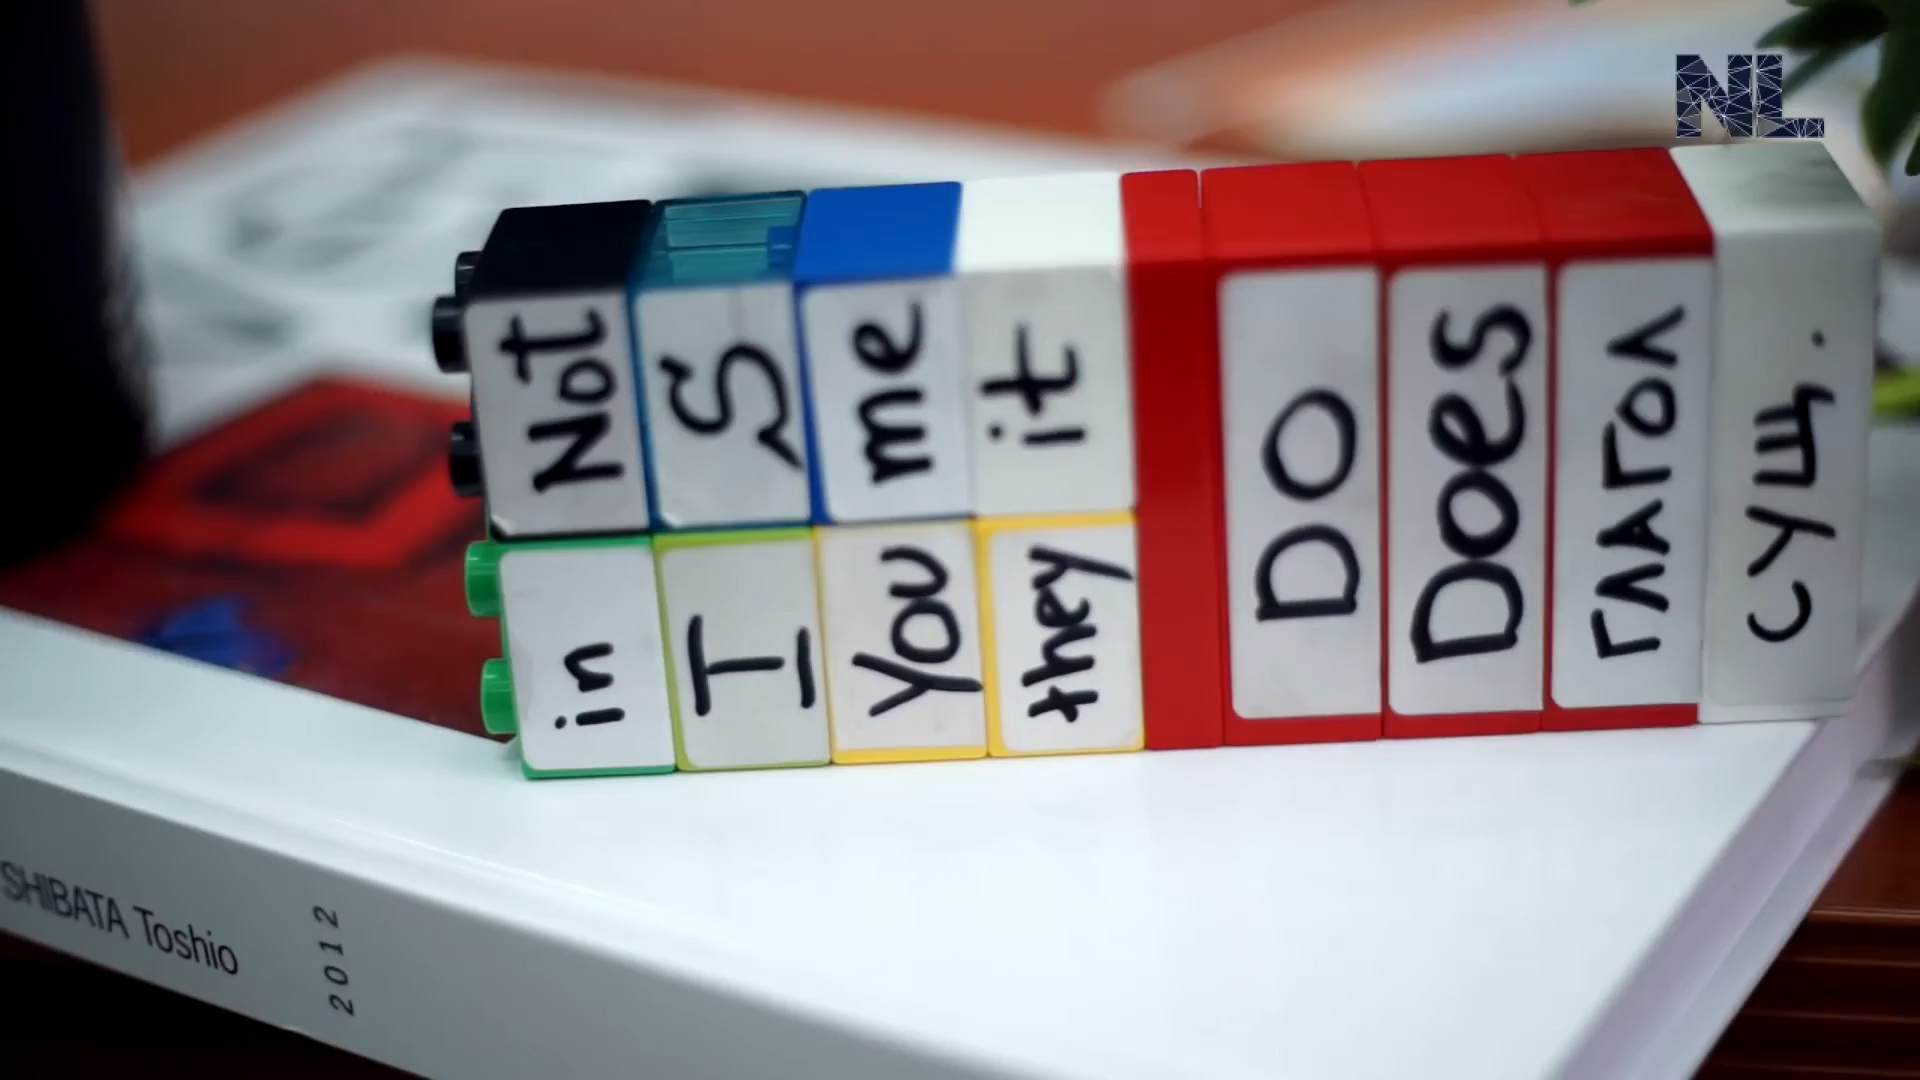 NL
Not
S
me
it
in
I
You
they
DO
DOES
ГЛАГОЛ
сущ.
SHIBATA Toshio
2012